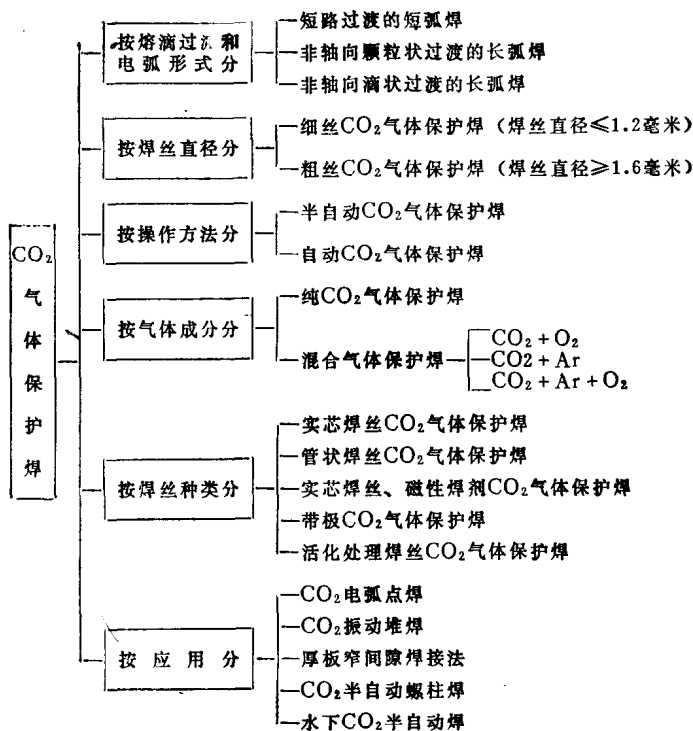 CO₂
气
体
保
护
焊
按熔滴过 和
电弧形式分
短路过渡的短弧焊
非轴向颗粒状过渡的长弧焊
非轴向滴状过渡的长弧焊
按焊丝直径分
细丝CO₂气体保护焊（焊丝直径≤1.2毫米）
粗丝CO₂气体保护焊（焊丝直径≥1.6毫米）
按操作方法分
半自动CO₂气体保护焊
自动CO₂气体保护焊
按气体成分分
纯CO₂气体保护焊
混合气体保护焊
CO₂+O₂
CO2+Ar
CO₂+Ar+O₂
按焊丝种类分
实芯焊丝CO₂气体保护焊
管状焊丝CO₂气体保护焊
实芯焊丝、磁性焊剂CO₂气体保护焊
带极CO₂气体保护焊
活化处理焊丝CO₂气体保护焊
按应用分
CO₂电弧点焊
CO₂振动堆焊
厚板窄间隙焊接法
CO₂半自动螺柱焊
水下CO₂半自动焊